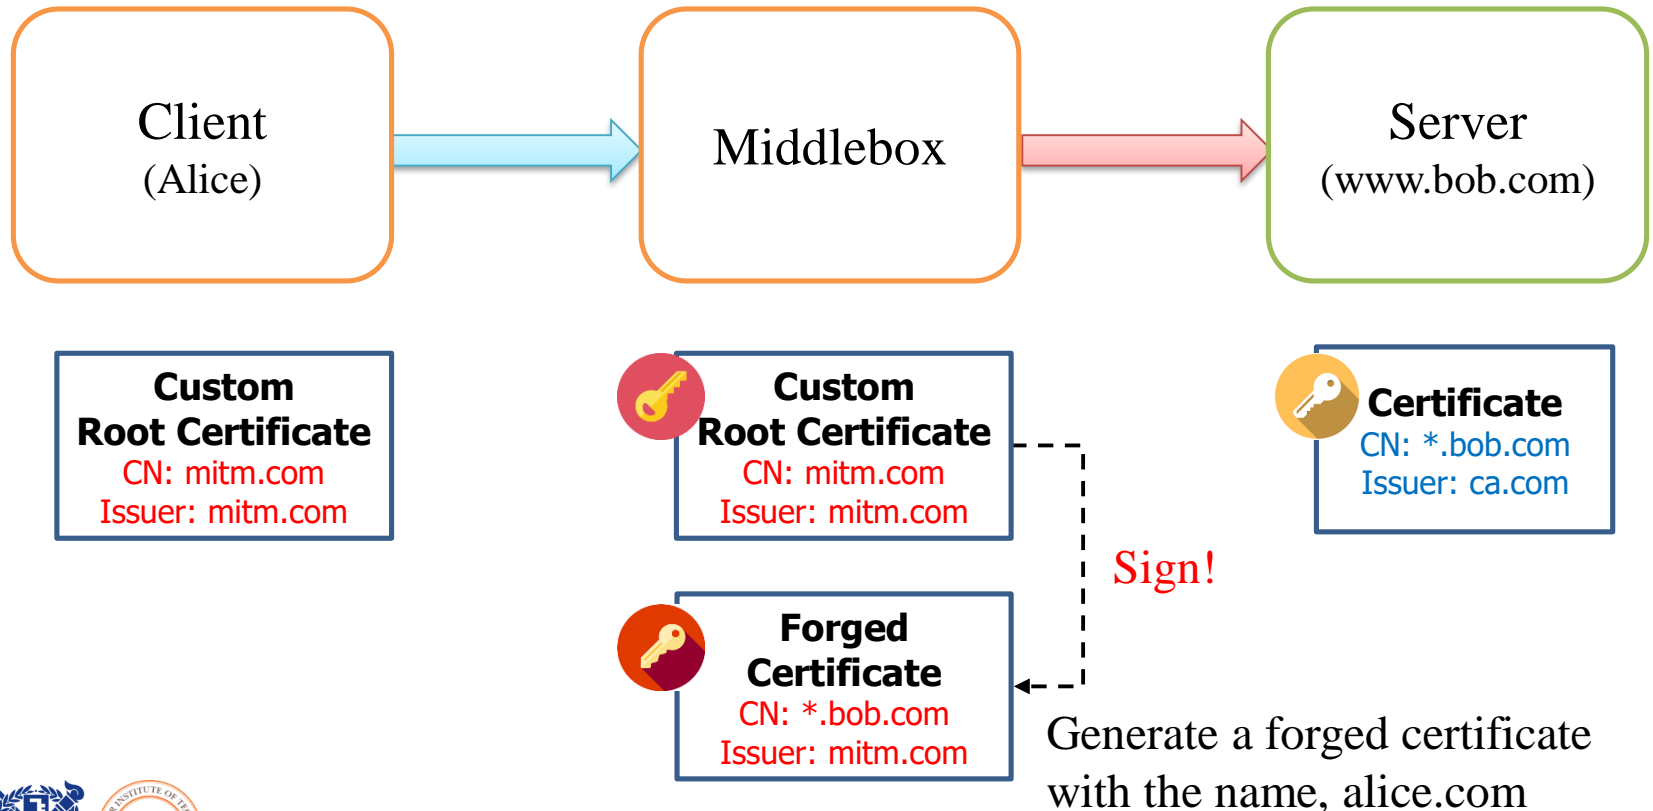 Client
(Alice)
Middlebox
Server
(www.bob.com)
Custom
Root Certificate
CN: mitm.com
Issuer: mitm.com
Custom
Root Certificate
CN: mitm.com
Issuer: mitm.com
Certificate
CN: *.bob.com
Issuer: ca.com
Sign!
Forged
Certificate
CN: *.bob.com
Issuer: mitm.com
Generate a forged certificate
with the name, alice.com
INSTITUTE OF